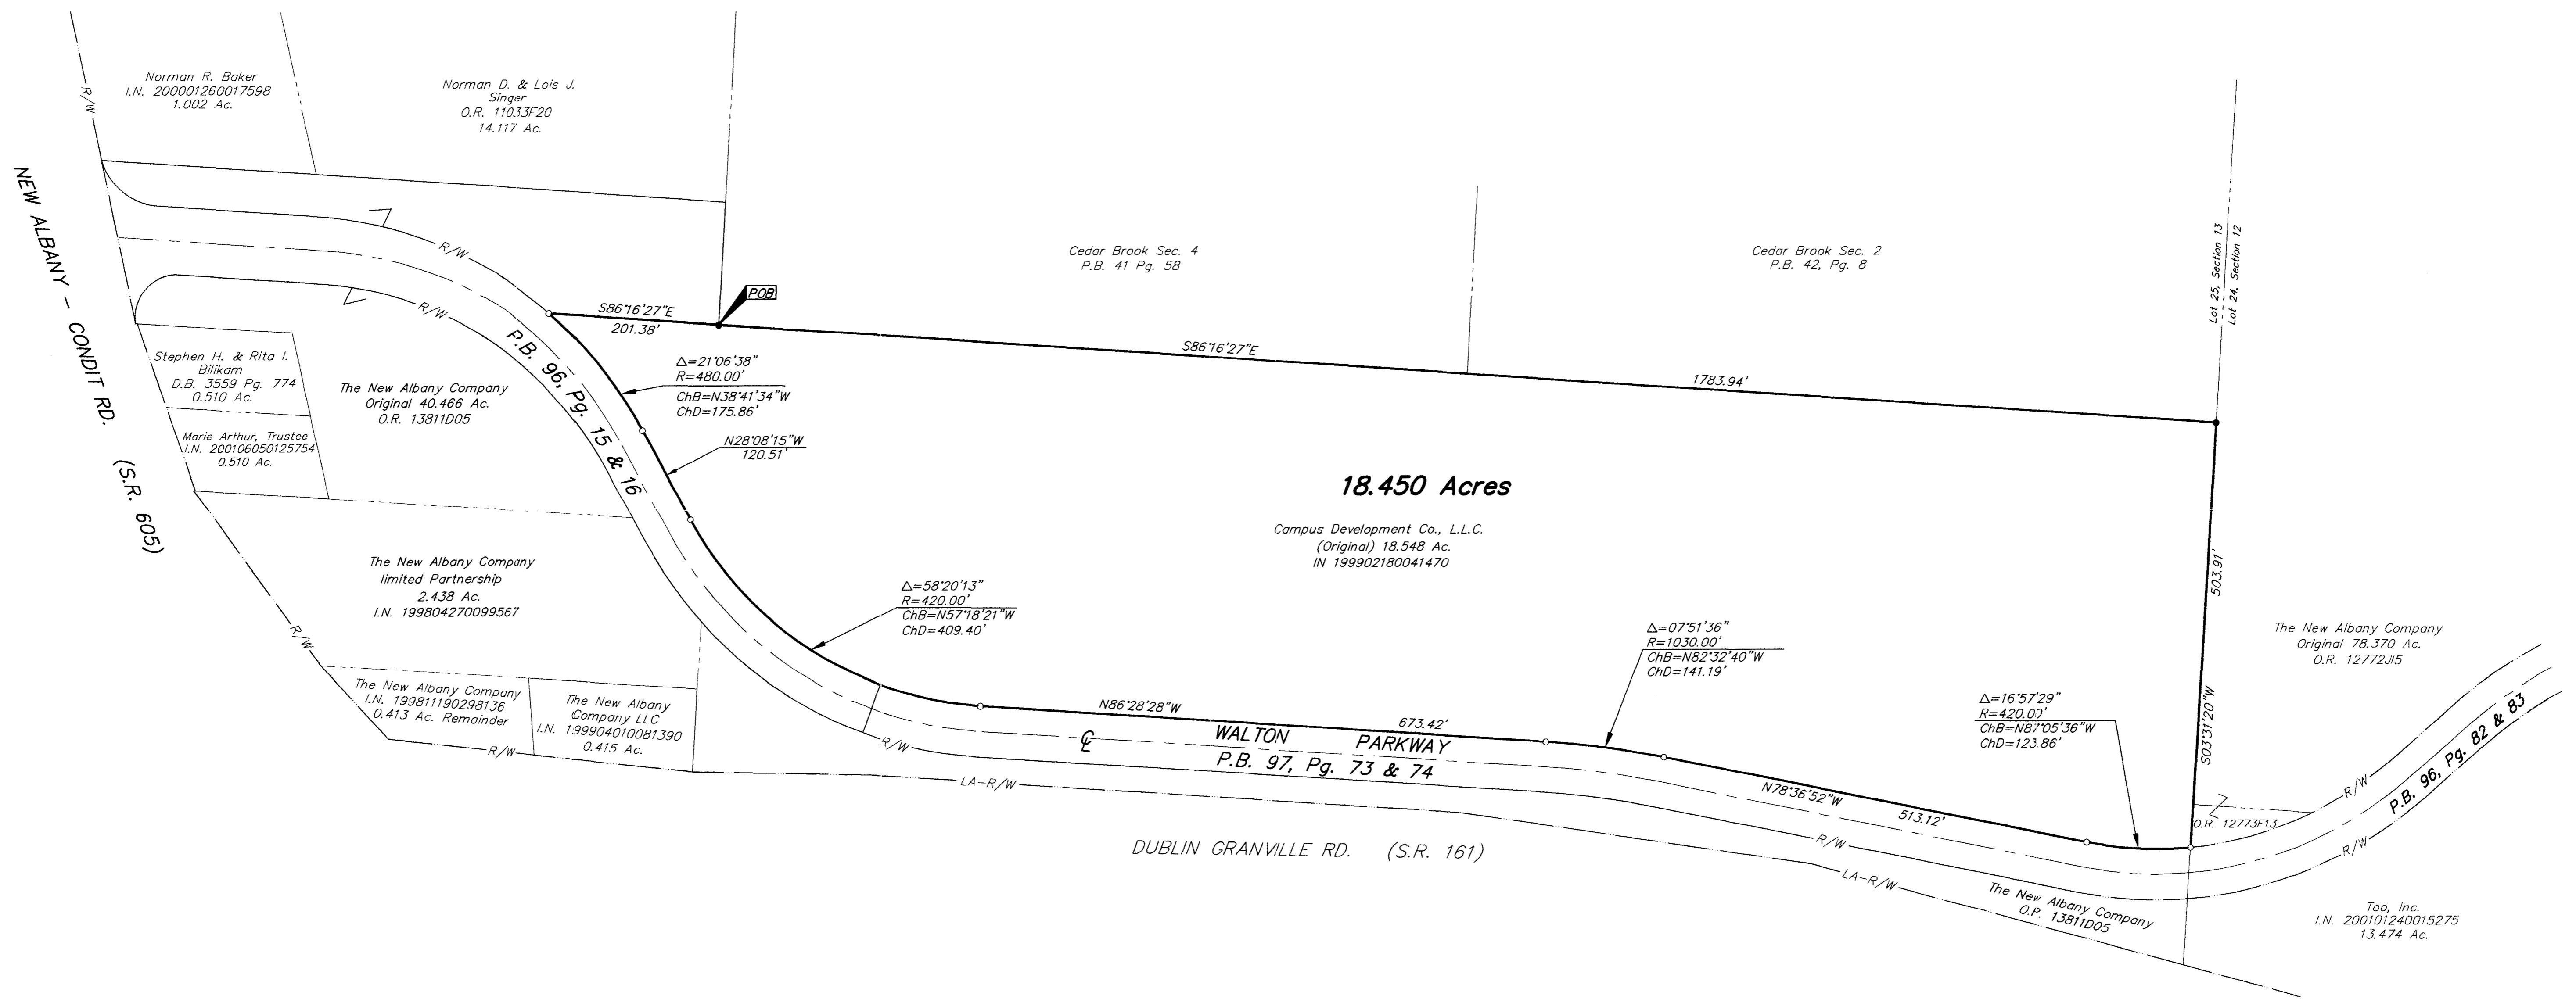 Norman R. Baker
I.N. 200001260017598
1.002 Ac.
Norman D. & Lois J.
Singer
O.R. 11033F20
14.117 Ac.
R/W
NEW ALBANY - CONDIT RD. (S.R. 605)
R/W
R/W
Cedar Brook Sec. 4
P.B. 41 Pg. 58
Cedar Brook Sec. 2
P.B. 42, Pg. 8
Lot 25, Section 13
Lot 24, Section 12
POB
S86°16'27"E
201.38'
S86°16'27"E
1783.94'
P.B. 96, Pg. 15 & 16
Stephen H. & Rita I.
Bilikam
D.B. 3559 Pg. 774
0.510 Ac.
Marie Arthur, Trustee
I.N. 200106050125754
0.510 Ac.
The New Albany Company
Original 40.466 Ac.
O.R. 13811D05
Δ=21°06'38"
R=480.00'
ChB=N38°41'34"W
ChD=175.86'
N28°08'15"W
120.51'
18.450 Acres
Campus Development Co., L.L.C.
(Original) 18.548 Ac.
IN 199902180041470
503.91'
S03°31'20"W
The New Albany Company
limited Partnership
2.438 Ac.
I.N. 199804270099567
R/W
Δ=58°20'13"
R=420.00'
ChB=N57°18'21"W
ChD=409.40'
Δ=07°51'36"
R=1030.00'
ChB=N82°32'40"W
ChD=141.19'
Δ=16°57'29"
R=420.00'
ChB=N87°05'36"W
ChD=123.86'
The New Albany Company
Original 78.370 Ac.
O.R. 12772J15
The New Albany Company
I.N. 199811190298136
0.413 Ac. Remainder
The New Albany
Company LLC
I.N. 199904010081390
0.415 Ac.
R/W
R/W
N86°28'28"W
673.42'
℄
WALTON PARKWAY
P.B. 97, Pg. 73 & 74
LA-R/W
N78°36'52"W
513.12'
R/W
LA-R/W
DUBLIN GRANVILLE RD. (S.R. 161)
O.R. 12773F13
R/W
P.B. 96, Pg. 82 & 83
R/W
The New Albany Company
O.P. 13811D05
Too, Inc.
I.N. 200101240015275
13.474 Ac.